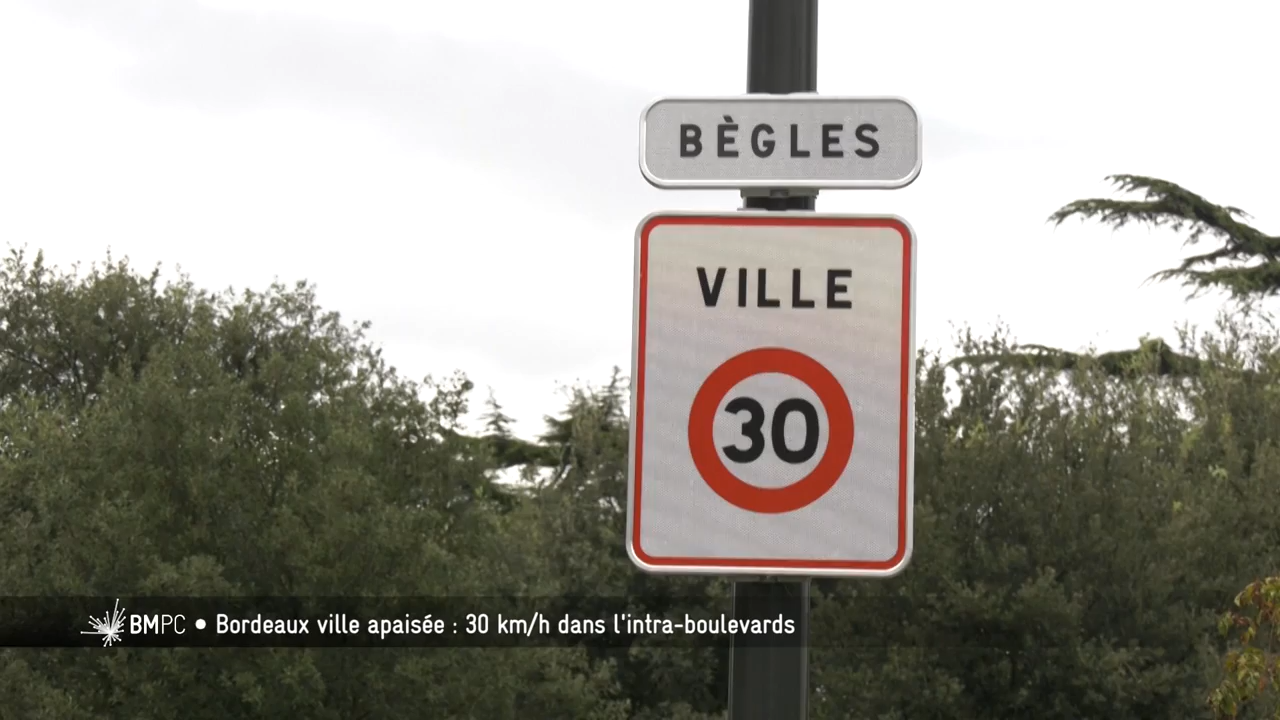 BÈGLES
VILLE
30
BMPC • Bordeaux ville apaisée : 30 km/h dans l'intra-boulevards